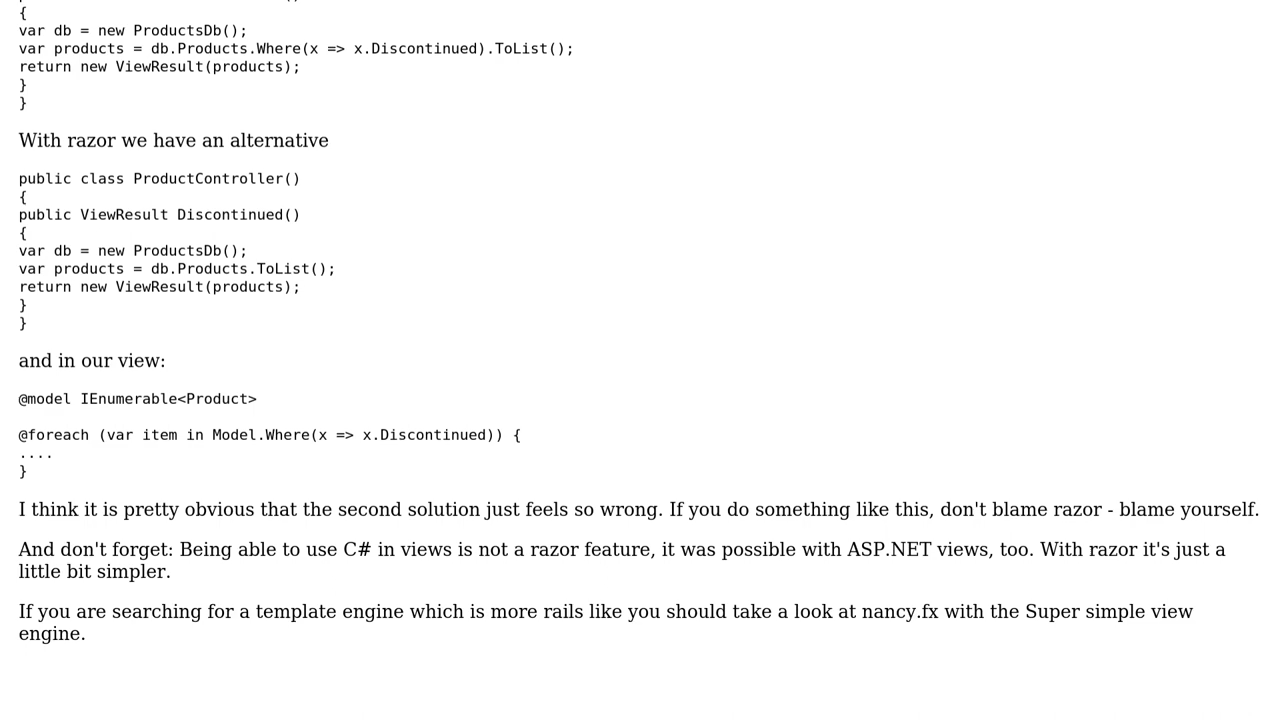 {
var db = new ProductsDb();
var products = db.Products.Where(x => x.Discontinued).ToList();
return new ViewResult(products);
}
}
With razor we have an alternative
public class ProductController()
{
public ViewResult Discontinued()
{
var db = new ProductsDb();
var products = db.Products.ToList();
return new ViewResult(products);
}
}
and in our view:
@model IEnumerable<Product>
@foreach (var item in Model.Where(x => x.Discontinued)) {
....
}
I think it is pretty obvious that the second solution just feels so wrong. If you do something like this, don't blame razor - blame yourself.
And don't forget: Being able to use C# in views is not a razor feature, it was possible with ASP.NET views, too. With razor it's just a
little bit simpler.
If you are searching for a template engine which is more rails like you should take a look at nancy.fx with the Super simple view
engine.